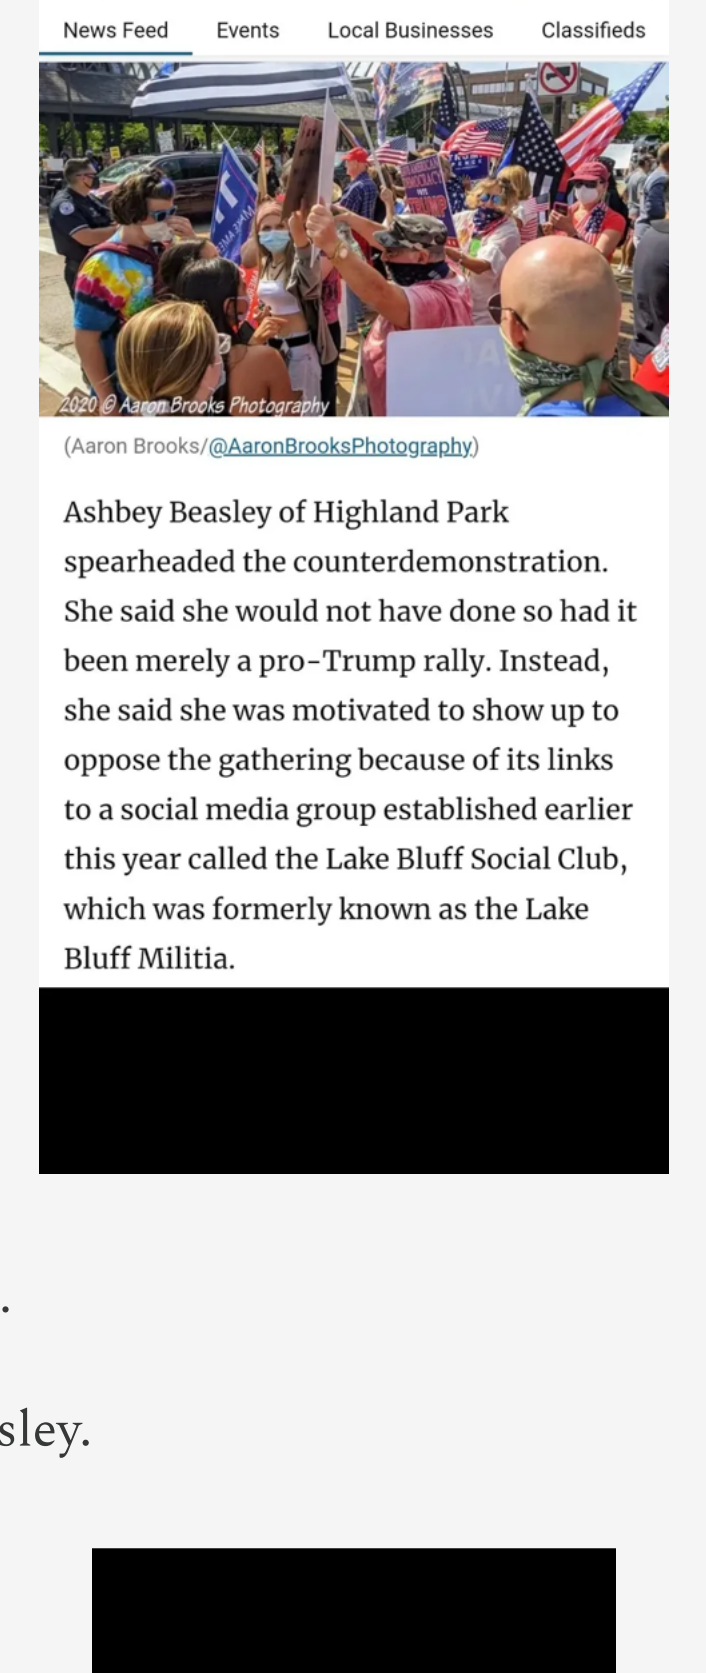 News Feed Events Local Businesses Classifieds
TRUMP
2020 © Aaron Brooks Photography
(Aaron Brooks/@AaronBrooksPhotography)
Ashbey Beasley of Highland Park
spearheaded the counterdemonstration.
She said she would not have done so had it
been merely a pro-Trump rally. Instead,
she said she was motivated to show up to
oppose the gathering because of its links
to a social media group established earlier
this year called the Lake Bluff Social Club,
which was formerly known as the Lake
Bluff Militia.
.
sley.